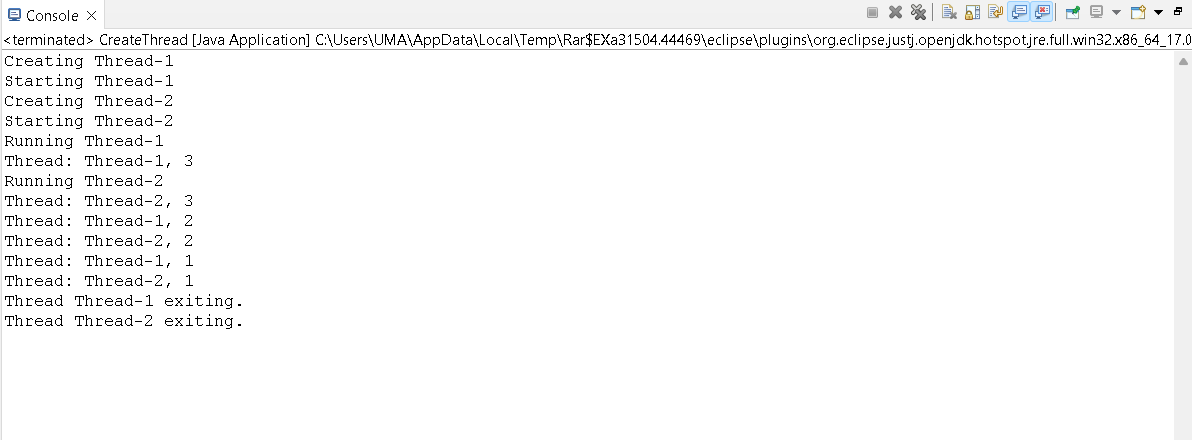 Console
<terminated> CreateThread [Java Application] C:\Users\UMA\AppData\Local\Temp\Rar$EXa31504.44469\eclipse\plugins\org.eclipse.justj.openjdk.hotspot.jre.full.win32.x86_64_17.0
Creating Thread-1
Starting Thread-1
Creating Thread-2
Starting Thread-2
Running Thread-1
Thread: Thread-1, 3
Running Thread-2
Thread: Thread-2, 3
Thread: Thread-1, 2
Thread: Thread-2, 2
Thread: Thread-1, 1
Thread: Thread-2, 1
Thread Thread-1 exiting.
Thread Thread-2 exiting.